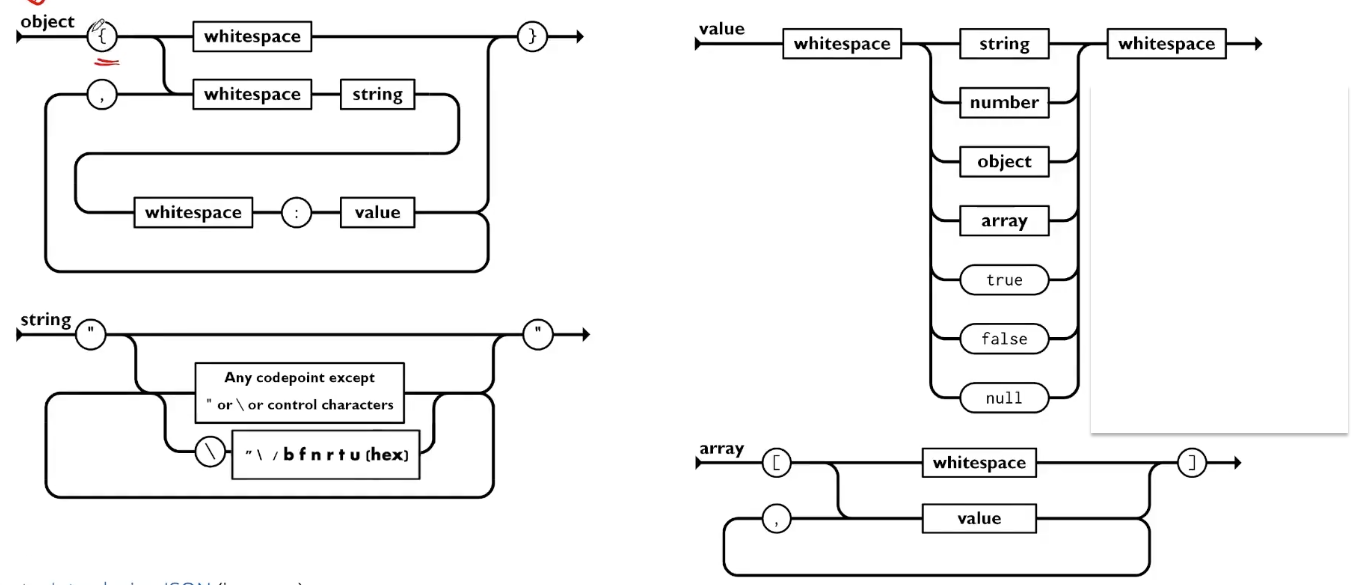 object
{ whitespace }
, whitespace string
whitespace : value
string
" "
Any codepoint except
" or \ or control characters
\ " \ / b f n r t u (hex)
value
whitespace string whitespace
number
object
array
true
false
null
array
[ whitespace ]
, value
JSON